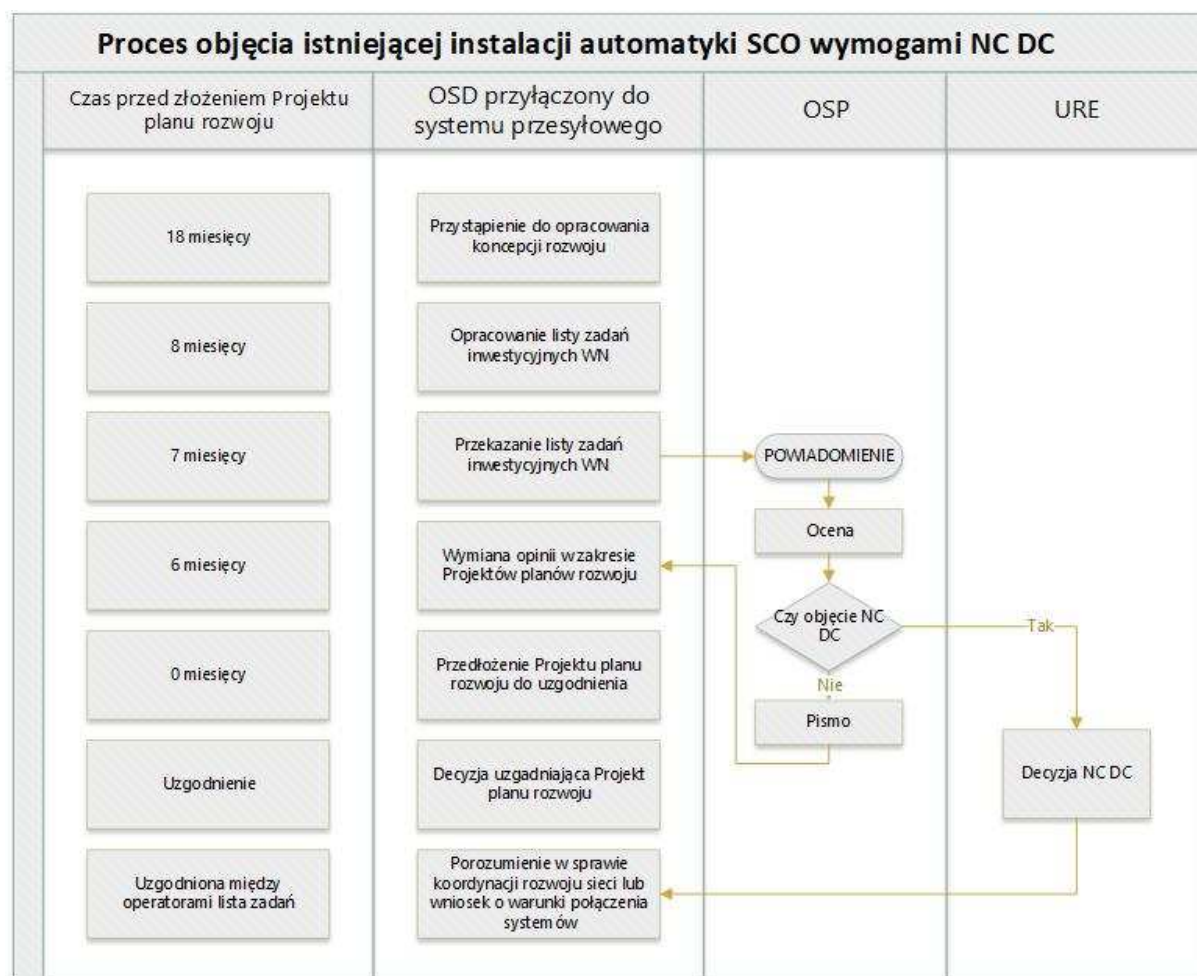 Proces objęcia istniejącej instalacji automatyki SCO wymogami NC DC
Czas przed złożeniem Projektu
planu rozwoju
OSD przyłączony do
systemu przesyłowego
OSP
URE
18 miesięcy
Przystąpienie do opracowania
koncepcji rozwoju
8 miesięcy
Opracowanie listy zadań
inwestycyjnych WN
7 miesięcy
Przekazanie listy zadań
inwestycyjnych WN
POWIADOMIENIE
Ocena
6 miesięcy
Wymiana opinii w zakresie
Projektów planów rozwoju
Czy objęcie NC
DC
Tak
Nie
0 miesięcy
Przedłożenie Projektu planu
rozwoju do uzgodnienia
Pismo
Uzgodnienie
Decyzja uzgadniająca Projekt
planu rozwoju
Decyzja NC DC
Uzgodniona między
operatorami lista zadań
Porozumienie w sprawie
koordynacji rozwoju sieci lub
wniosek o warunki połączenia
systemów